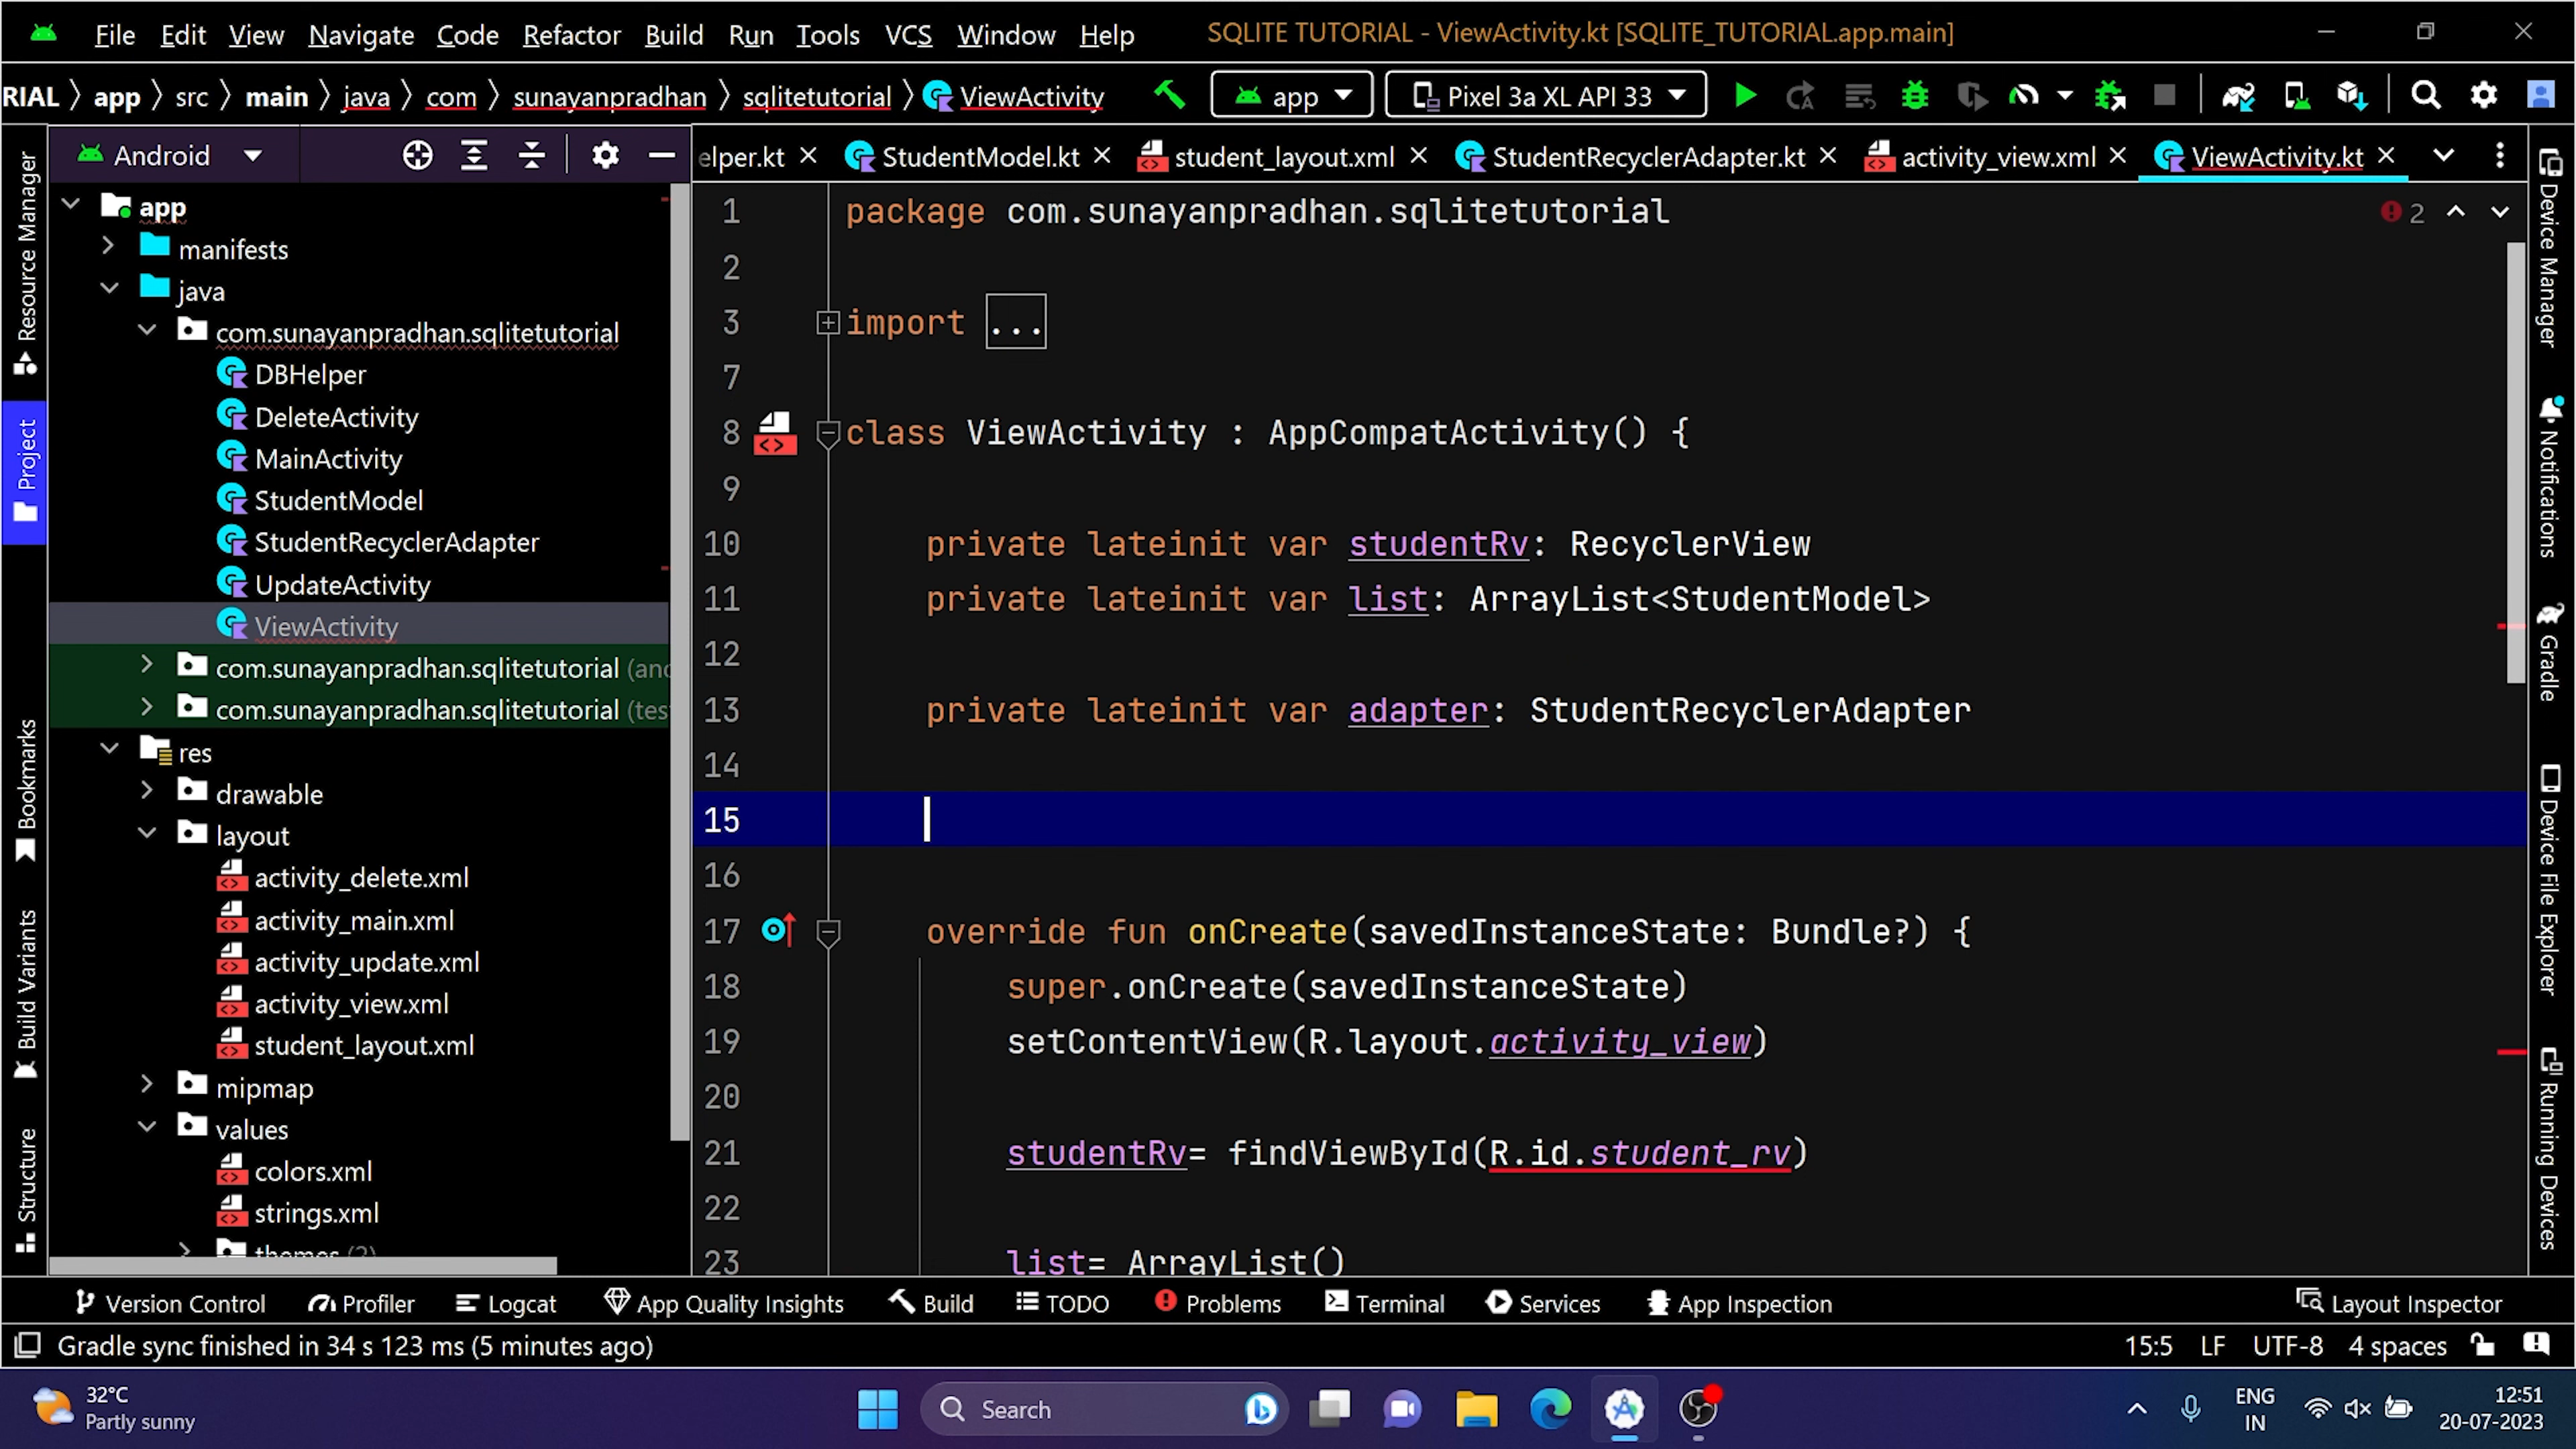 File Edit View Navigate Code Refactor Build Run Tools VCS Window Help SQLITE TUTORIAL - ViewActivity.kt [SQLITE_TUTORIAL.app.main]
RIAL app src main java com sunayanpradhan sqlitetutorial ViewActivity app Pixel 3a XL API 33
Android
elper.kt StudentModel.kt student_layout.xml StudentRecyclerAdapter.kt activity_view.xml ViewActivity.kt
Resource Manager
Project
Bookmarks
Build Variants
Structure
app
manifests
java
com.sunayanpradhan.sqlitetutorial
DBHelper
DeleteActivity
MainActivity
StudentModel
StudentRecyclerAdapter
UpdateActivity
ViewActivity
com.sunayanpradhan.sqlitetutorial (and
com.sunayanpradhan.sqlitetutorial (tes
res
drawable
layout
activity_delete.xml
activity_main.xml
activity_update.xml
activity_view.xml
student_layout.xml
mipmap
values
colors.xml
strings.xml
themes (2)
1 package com.sunayanpradhan.sqlitetutorial
2
2
3 import ...
7
8 class ViewActivity : AppCompatActivity() {
9
10 private lateinit var studentRv: RecyclerView
11 private lateinit var list: ArrayList<StudentModel>
12
13 private lateinit var adapter: StudentRecyclerAdapter
14
15
16
17 override fun onCreate(savedInstanceState: Bundle?) {
18 super.onCreate(savedInstanceState)
19 setContentView(R.layout.activity_view)
20
21 studentRv= findViewById(R.id.student_rv)
22
23 list= ArrayList()
Device Manager
Notifications
Gradle
Device File Explorer
Running Devices
Version Control Profiler Logcat App Quality Insights Build TODO Problems Terminal Services App Inspection Layout Inspector
Gradle sync finished in 34 s 123 ms (5 minutes ago) 15:5 LF UTF-8 4 spaces
32°C
Partly sunny
Search
ENG
IN
12:51
20-07-2023